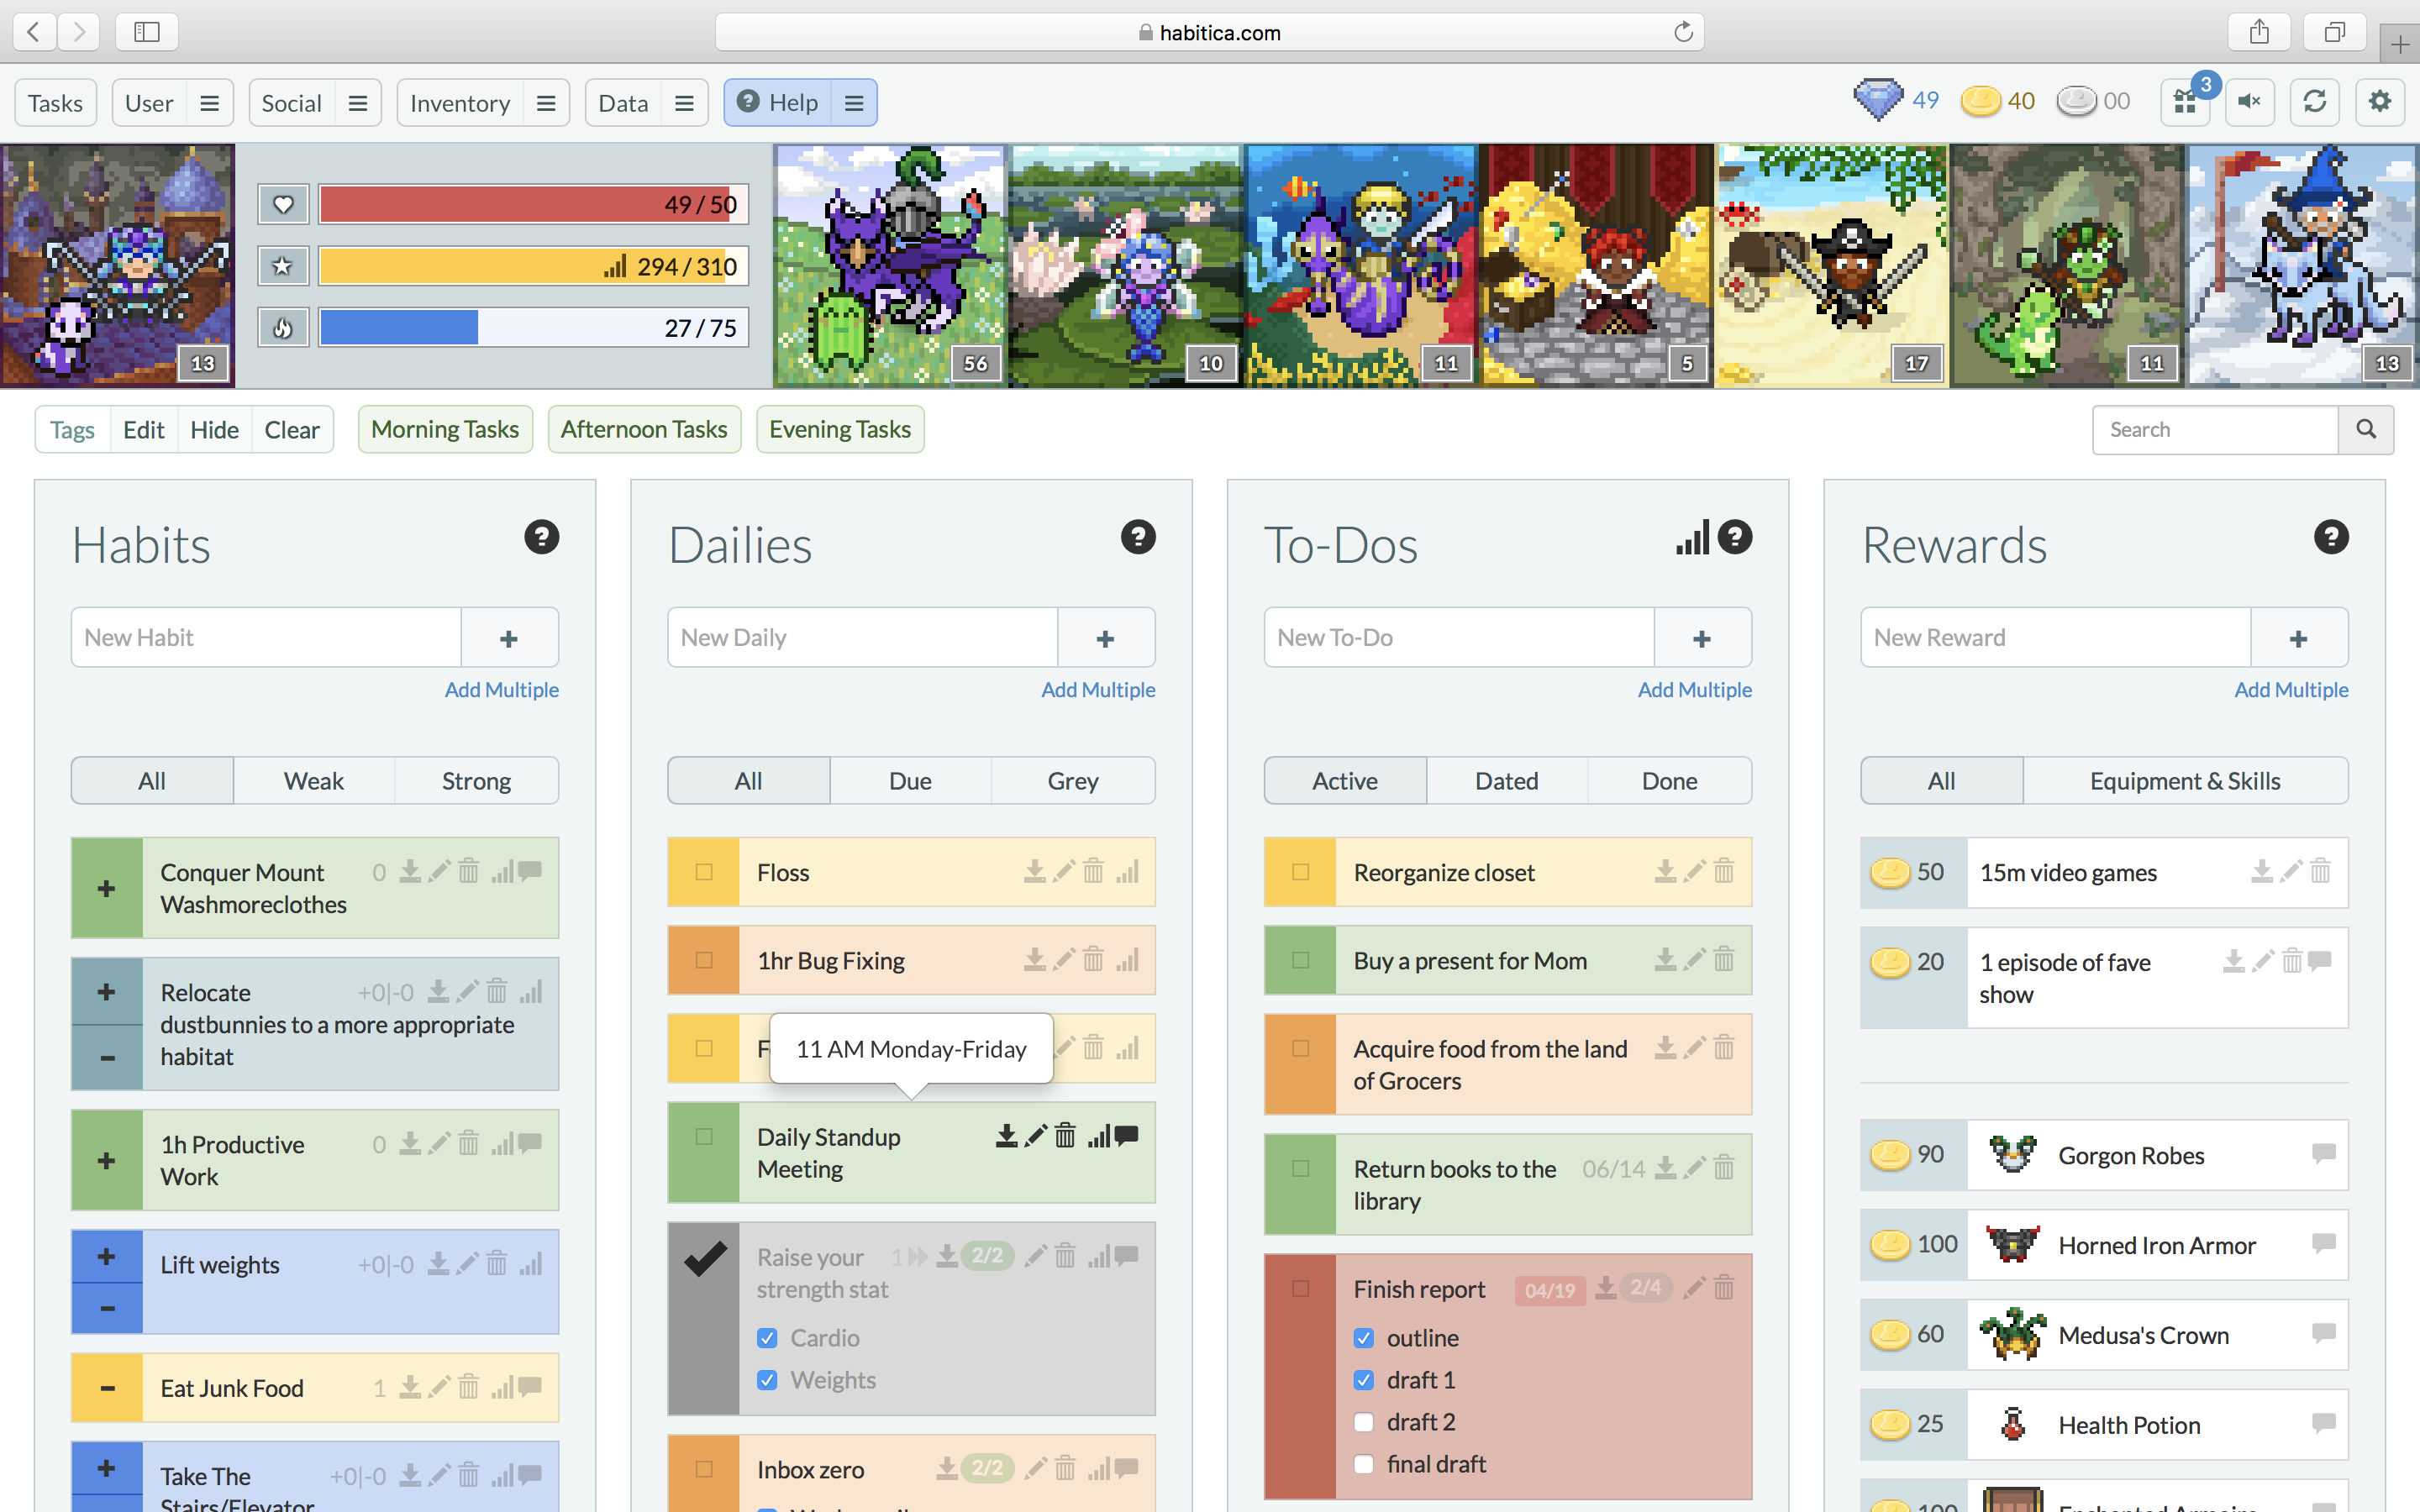 habitica.com
Tasks
User
Social
Inventory
Data
Help
49
40
00
3
49 / 50
294 / 310
27 / 75
13
56
10
11
5
17
11
13
Tags
Edit
Hide
Clear
Morning Tasks
Afternoon Tasks
Evening Tasks
Search
Habits
New Habit
Add Multiple
All
Weak
Strong
Conquer Mount 0
Washmoreclothes
Relocate +0|-0
dustbunnies to a more appropriate
habitat
1h Productive 0
Work
Lift weights +0|-0
Eat Junk Food 1
Take The +0|-0
Stairs/Elevator
Dailies
New Daily
Add Multiple
All
Due
Grey
Floss
1hr Bug Fixing
11 AM Monday-Friday
Daily Standup
Meeting
Raise your 1 2/2
strength stat
Cardio
Weights
Inbox zero 2/2
To-Dos
New To-Do
Add Multiple
Active
Dated
Done
Reorganize closet
Buy a present for Mom
Acquire food from the land
of Grocers
Return books to the 06/14
library
Finish report 04/19 2/4
outline
draft 1
draft 2
final draft
Rewards
New Reward
Add Multiple
All
Equipment & Skills
50 15m video games
20 1 episode of fave
show
90 Gorgon Robes
100 Horned Iron Armor
60 Medusa's Crown
25 Health Potion
100 Enchanted Armoire